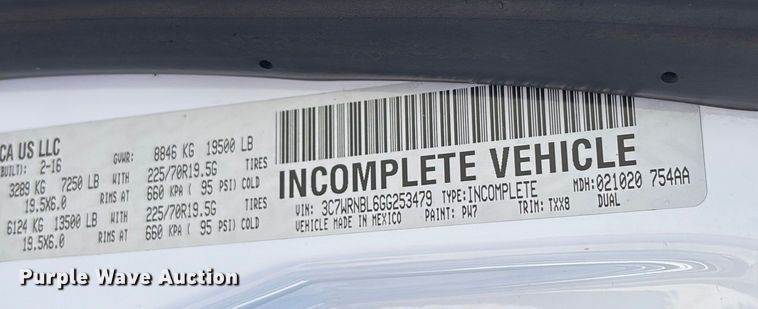 CA US LLC
BUILT): 2-16 GVWR: 8846 KG 19500 LB
3289 KG 7250 LB WITH 225/70R19.5G TIRES
19.5X6.0 RIMS AT 660 KPA ( 95 PSI) COLD
6124 KG 13500 LB WITH 225/70R19.5G TIRES
19.5X6.0 RIMS AT 660 KPA ( 95 PSI) COLD
INCOMPLETE VEHICLE
VIN: 3C7WRNBL6GG253479 TYPE: INCOMPLETE MDH: 021020 754AA
VEHICLE MADE IN MEXICO PAINT: PW7 TRIM: TXX8 DUAL
Purple Wave Auction